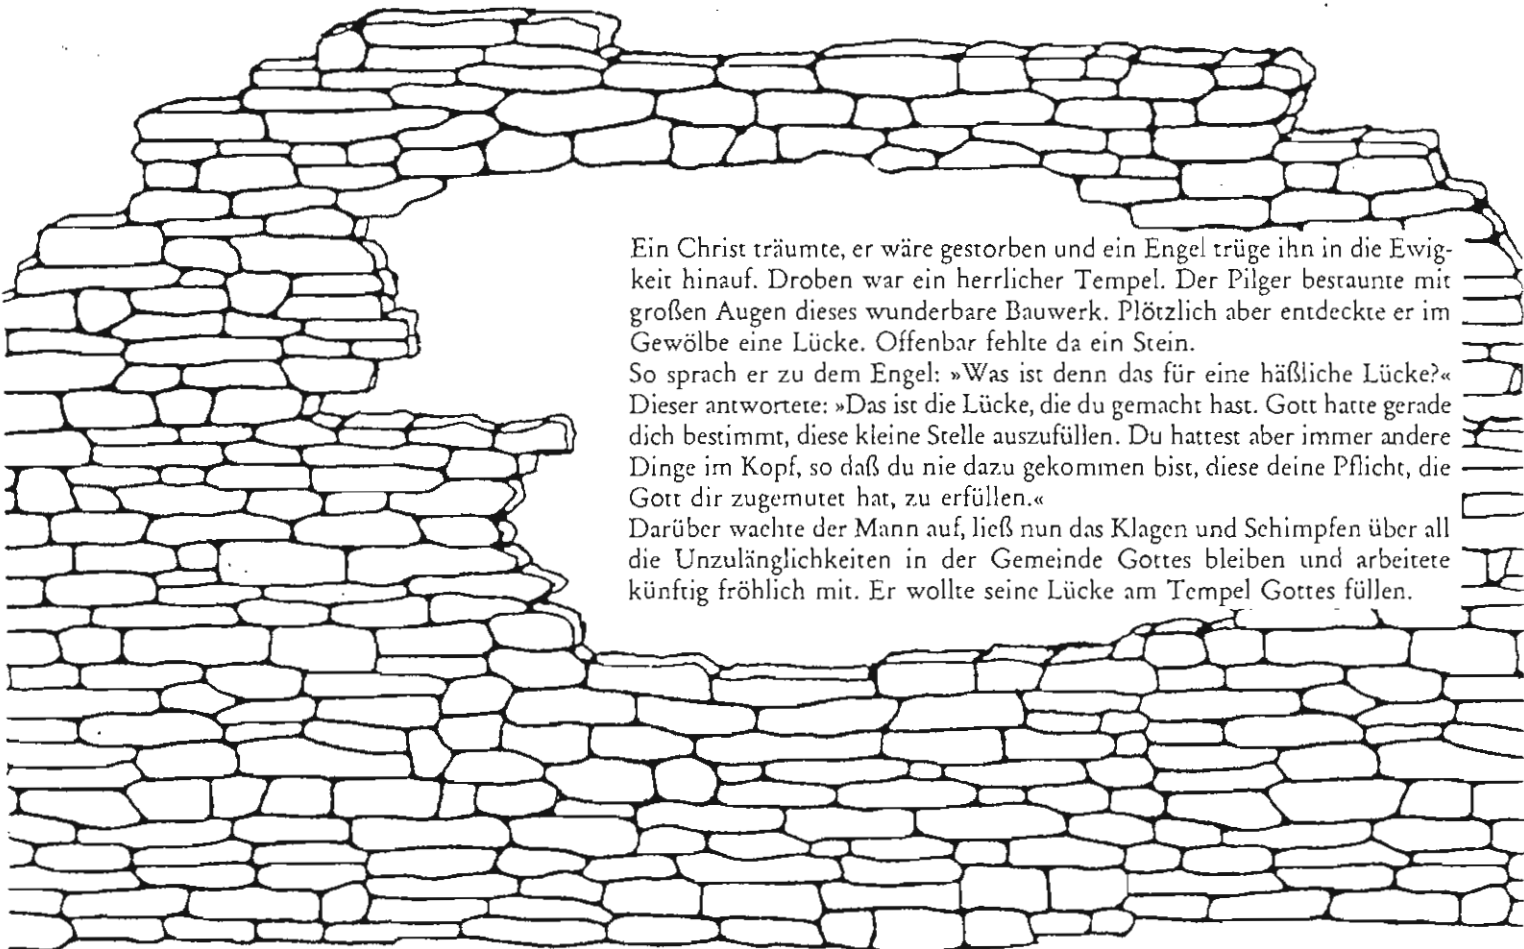 Ein Christ träumte, er wäre gestorben und ein Engel trüge ihn in die Ewig-
keit hinauf. Droben war ein herrlicher Tempel. Der Pilger bestaunte mit
großen Augen dieses wunderbare Bauwerk. Plötzlich aber entdeckte er im
Gewölbe eine Lücke. Offenbar fehlte da ein Stein.
So sprach er zu dem Engel: »Was ist denn das für eine häßliche Lücke?«
Dieser antwortete: »Das ist die Lücke, die du gemacht hast. Gott hatte gerade
dich bestimmt, diese kleine Stelle auszufüllen. Du hattest aber immer andere
Dinge im Kopf, so daß du nie dazu gekommen bist, diese deine Pflicht, die
Gott dir zugemutet hat, zu erfüllen.«
Darüber wachte der Mann auf, ließ nun das Klagen und Schimpfen über all
die Unzulänglichkeiten in der Gemeinde Gottes bleiben und arbeitete
künftig fröhlich mit. Er wollte seine Lücke am Tempel Gottes füllen.